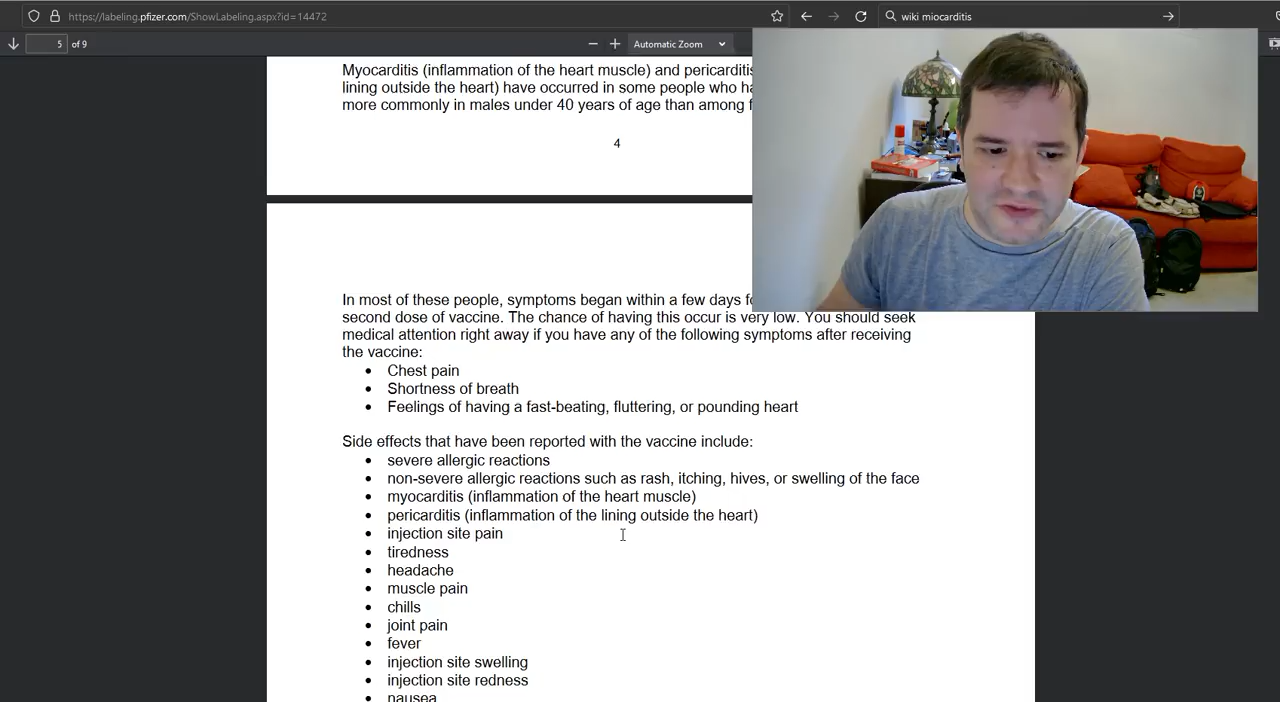 https://labeling.pfizer.com/ShowLabeling.aspx?id=14472
wiki miocarditis
5 of 9
Automatic Zoom
Myocarditis (inflammation of the heart muscle) and pericarditis
lining outside the heart) have occurred in some people who ha
more commonly in males under 40 years of age than among f
4
In most of these people, symptoms began within a few days fo
second dose of vaccine. The chance of having this occur is very low. You should seek
medical attention right away if you have any of the following symptoms after receiving
the vaccine:
• Chest pain
• Shortness of breath
• Feelings of having a fast-beating, fluttering, or pounding heart
Side effects that have been reported with the vaccine include:
• severe allergic reactions
• non-severe allergic reactions such as rash, itching, hives, or swelling of the face
• myocarditis (inflammation of the heart muscle)
• pericarditis (inflammation of the lining outside the heart)
• injection site pain
• tiredness
• headache
• muscle pain
• chills
• joint pain
• fever
• injection site swelling
• injection site redness
• nausea